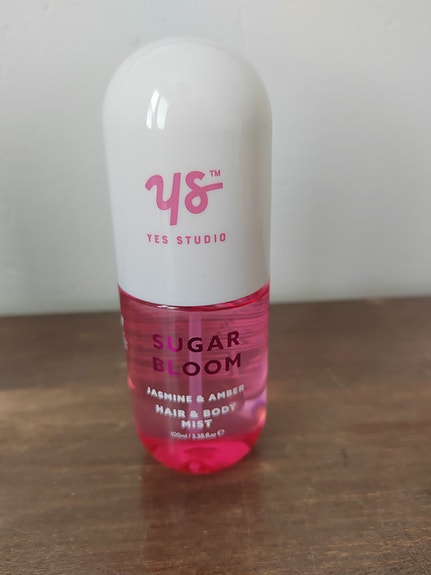 ys™
YES STUDIO
SUGAR
BLOOM
JASMINE & AMBER
HAIR & BODY
MIST
100ml / 3.38 fl.oz ℮